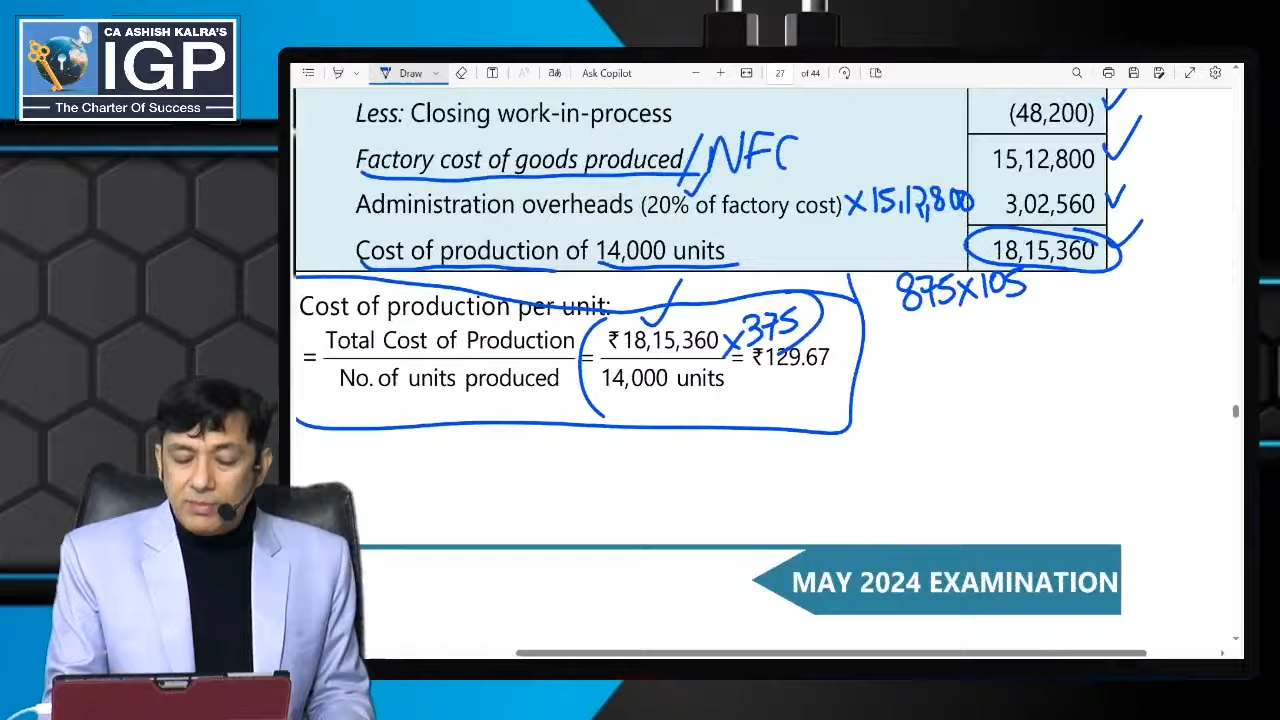 CA ASHISH KALRA'S
IGP
The Charter Of Success
Draw
Ask Copilot
27 of 44
Less: Closing work-in-process (48,200)
Factory cost of goods produced / NFC 15,12,800
Administration overheads (20% of factory cost) ×15,12,800 3,02,560
Cost of production of 14,000 units 18,15,360
875×105
Cost of production per unit:
= Total Cost of Production = ₹18,15,360 ×375 = ₹129.67
No. of units produced 14,000 units
MAY 2024 EXAMINATION